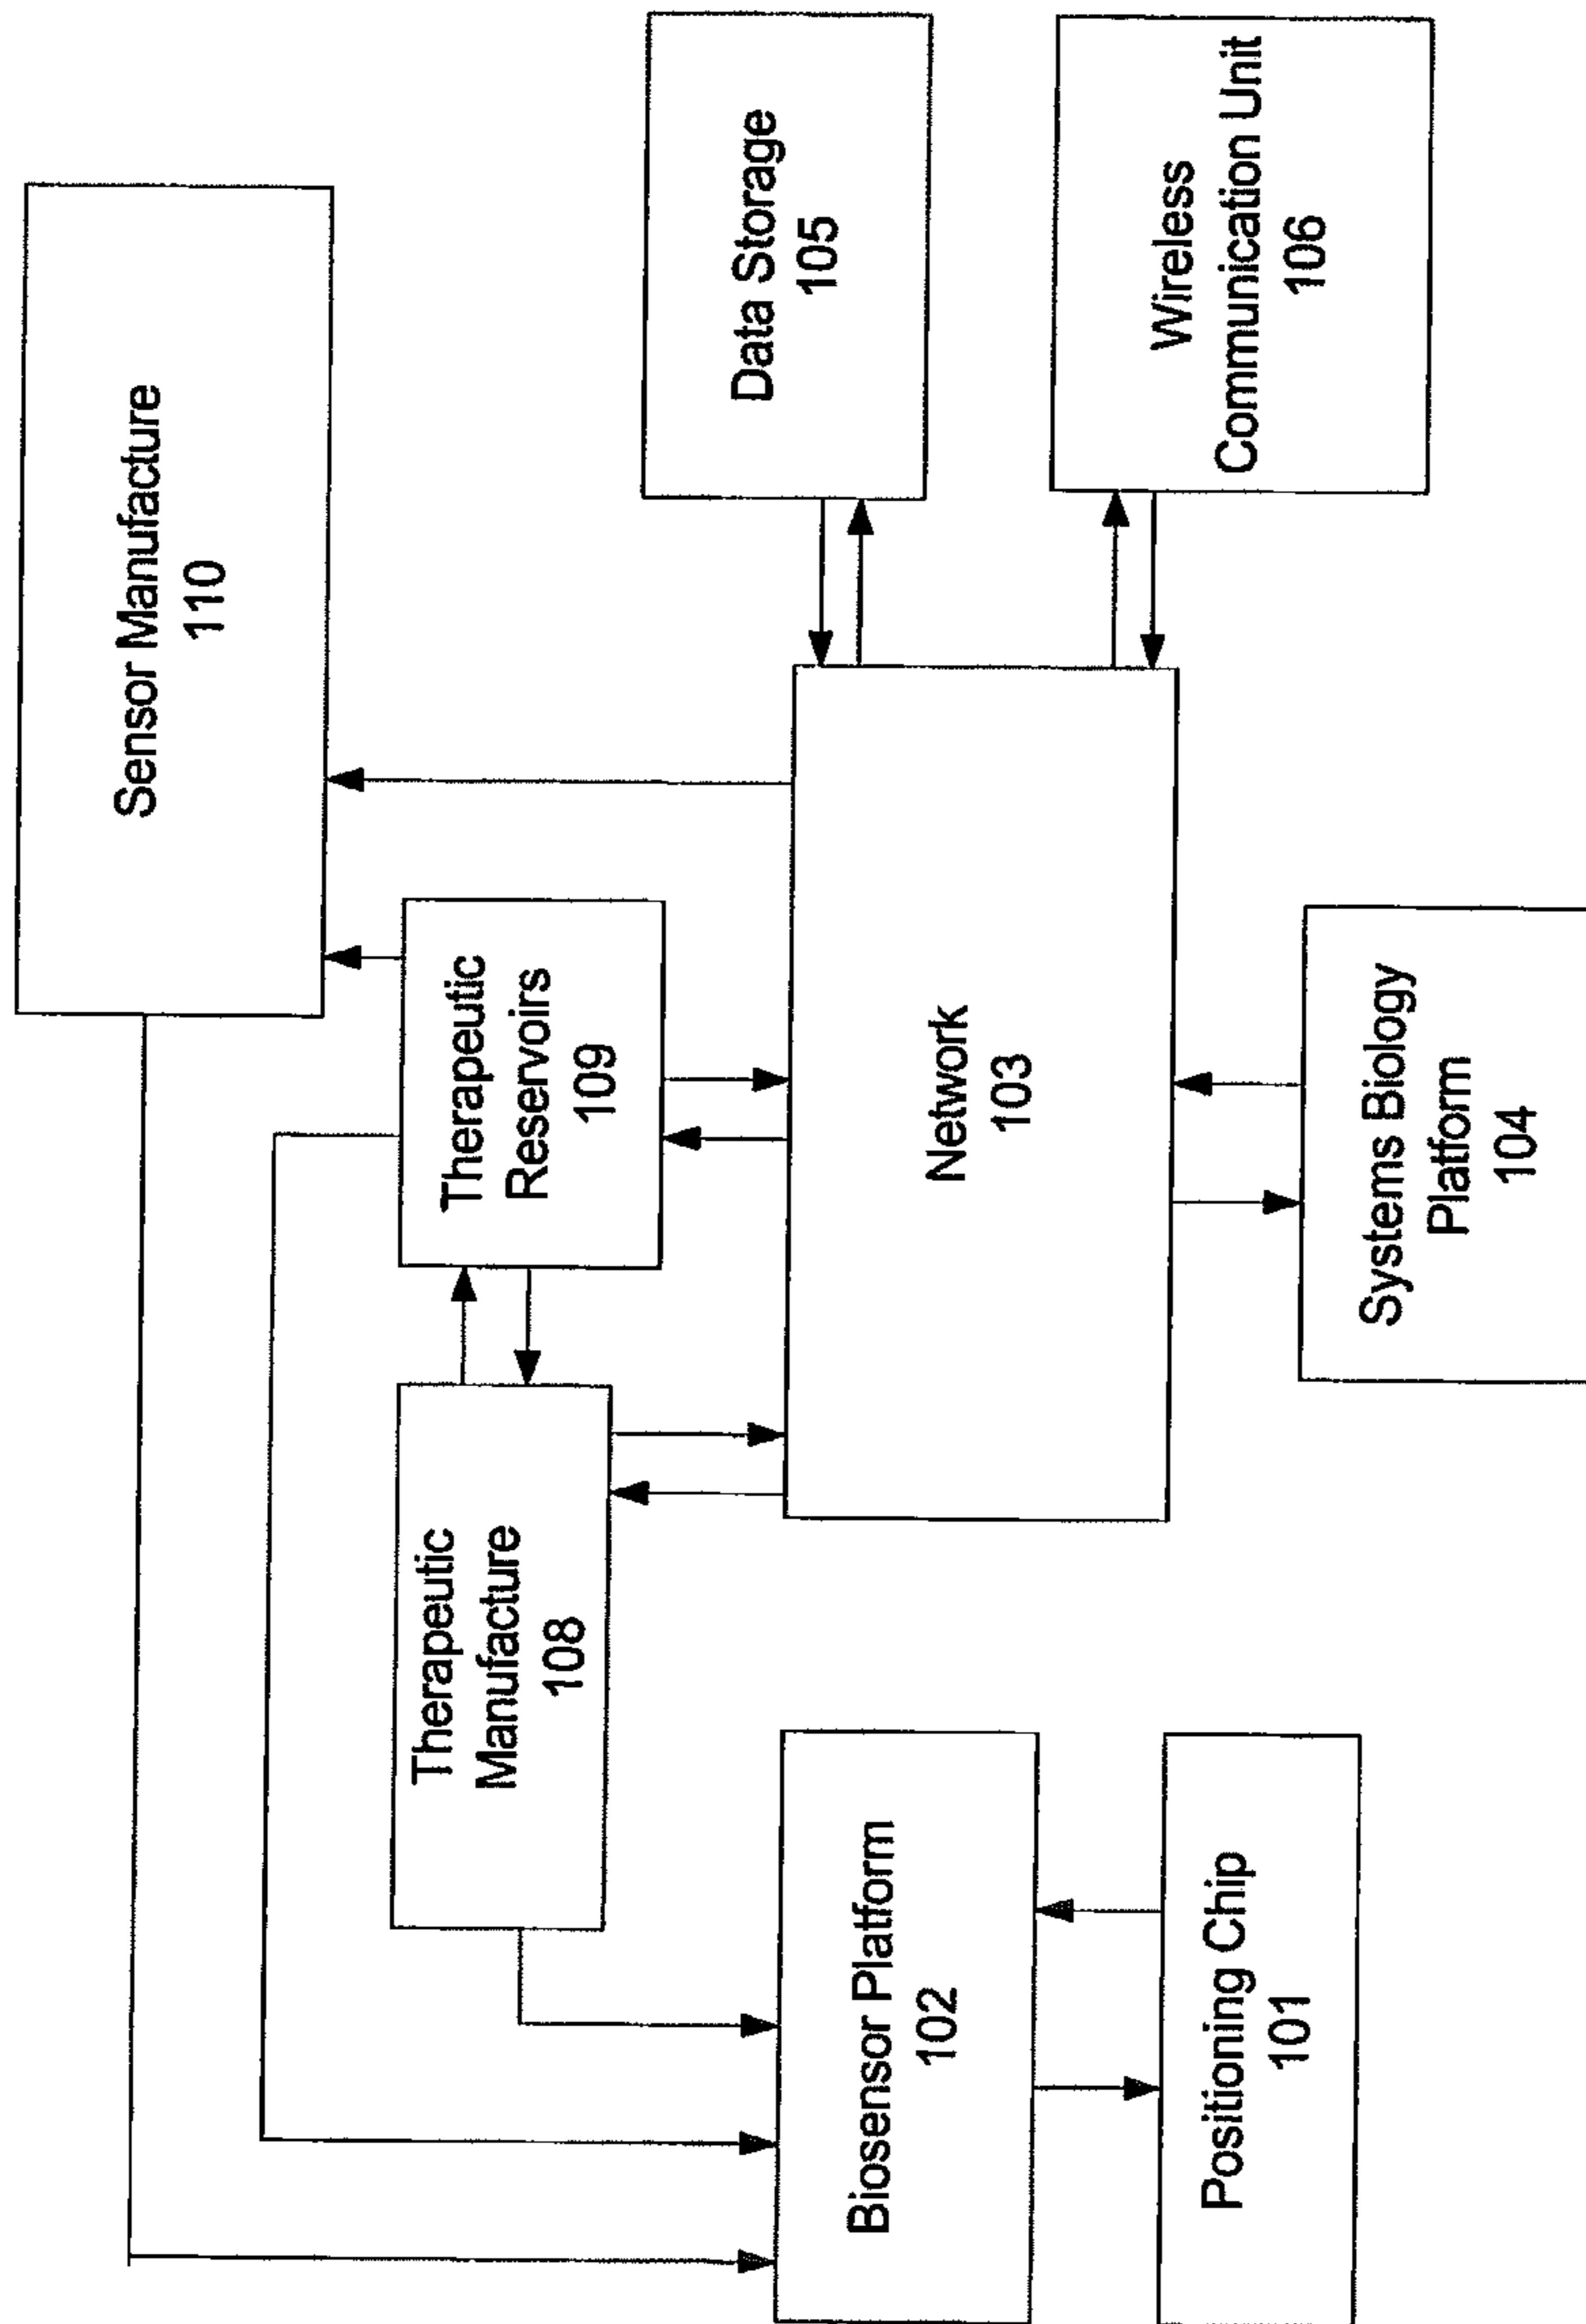 Sensor Manufacture
110
Therapeutic
Manufacture
108
Therapeutic
Reservoirs
109
Data Storage
105
Biosensor Platform
102
Network
103
Wireless
Communication Unit
106
Positioning Chip
101
Systems Biology
Platform
104